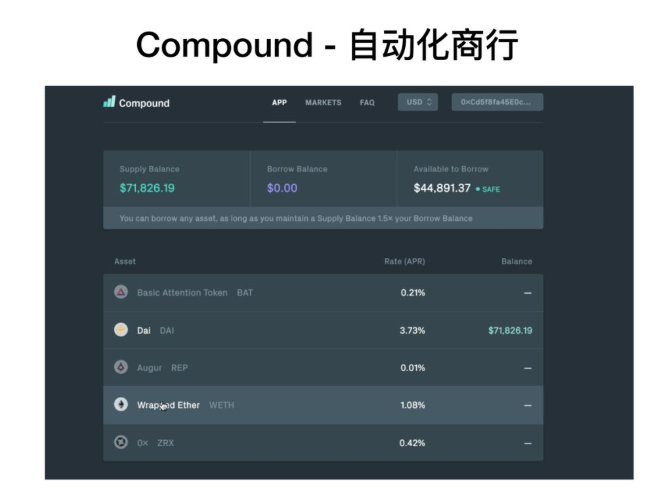 Compound - 自动化商行
Compound
APP MARKETS FAQ USD 0×Cd5f8fa45E0c...
Supply Balance Borrow Balance Available to Borrow
$71,826.19 $0.00 $44,891.37 • SAFE
You can borrow any asset, as long as you maintain a Supply Balance 1.5× your Borrow Balance
Asset Rate (APR) Balance
Basic Attention Token BAT 0.21% —
Dai DAI 3.73% $71,826.19
Augur REP 0.01% —
Wrapped Ether WETH 1.08% —
0× ZRX 0.42% —